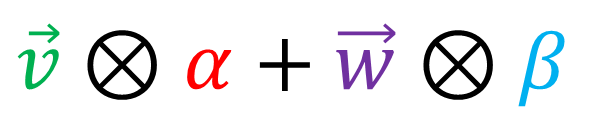 v⃗ ⊗ α + w⃗ ⊗ β